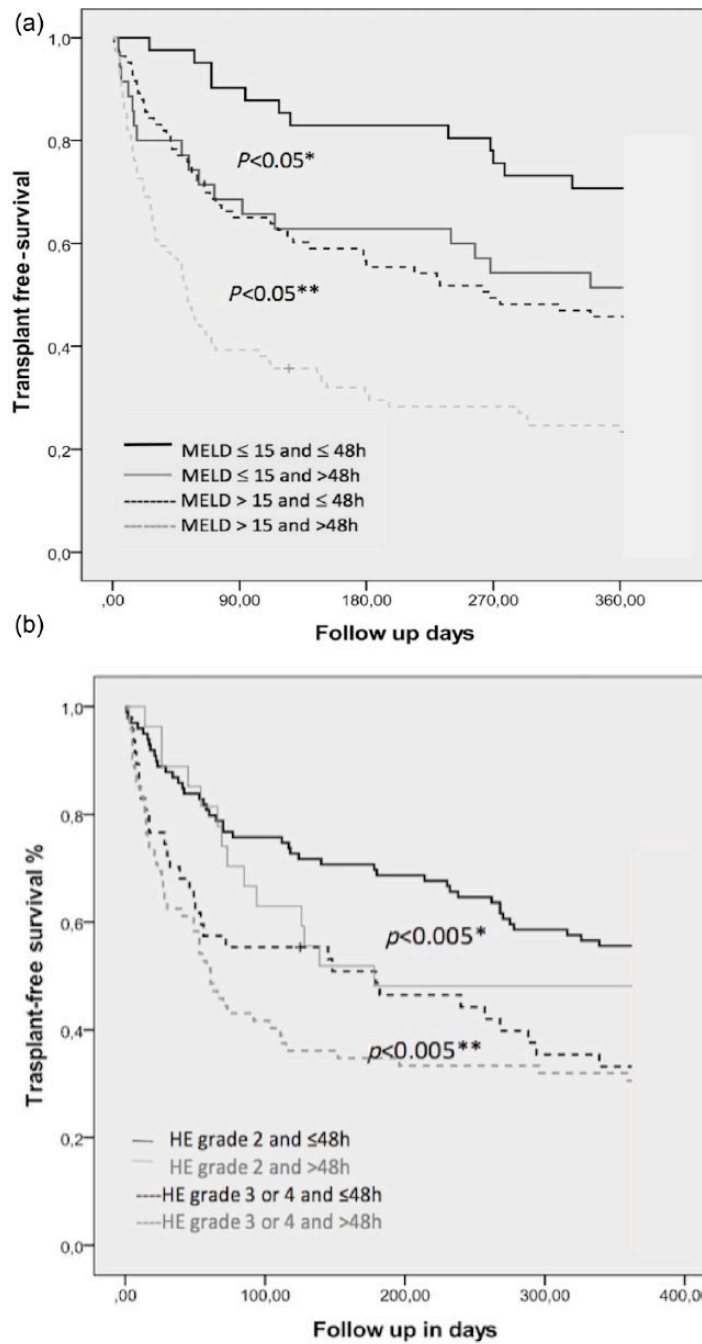 (a)
1,0
0,8
0,6
0,4
0,2
0,0
Transplant free-survival
P<0.05*
P<0.05**
MELD ≤ 15 and ≤ 48h
MELD ≤ 15 and >48h
MELD > 15 and ≤ 48h
MELD > 15 and >48h
,00 90,00 180,00 270,00 360,00
Follow up days
(b)
1,0
0,8
0,6
0,4
0,2
0,0
Trasplant-free survival %
p<0.005*
p<0.005**
HE grade 2 and ≤48h
HE grade 2 and >48h
HE grade 3 or 4 and ≤48h
HE grade 3 or 4 and >48h
,00 100,00 200,00 300,00 400,00
Follow up in days